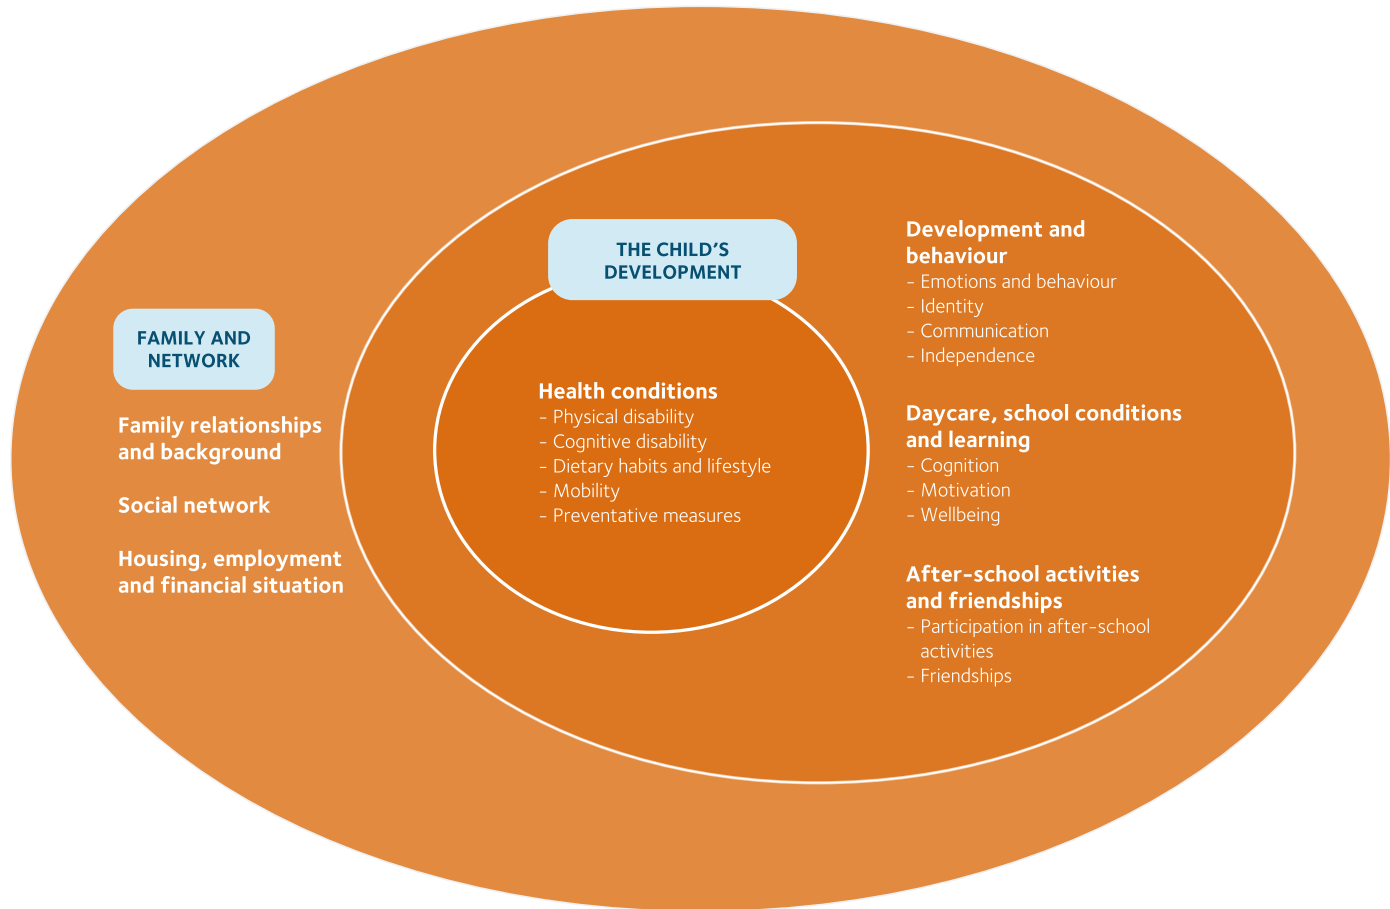 FAMILY AND
NETWORK
Family relationships
and background
Social network
Housing, employment
and financial situation
THE CHILD'S
DEVELOPMENT
Health conditions
- Physical disability
- Cognitive disability
- Dietary habits and lifestyle
- Mobility
- Preventative measures
Development and
behaviour
- Emotions and behaviour
- Identity
- Communication
- Independence
Daycare, school conditions
and learning
- Cognition
- Motivation
- Wellbeing
After-school activities
and friendships
- Participation in after-school
activities
- Friendships